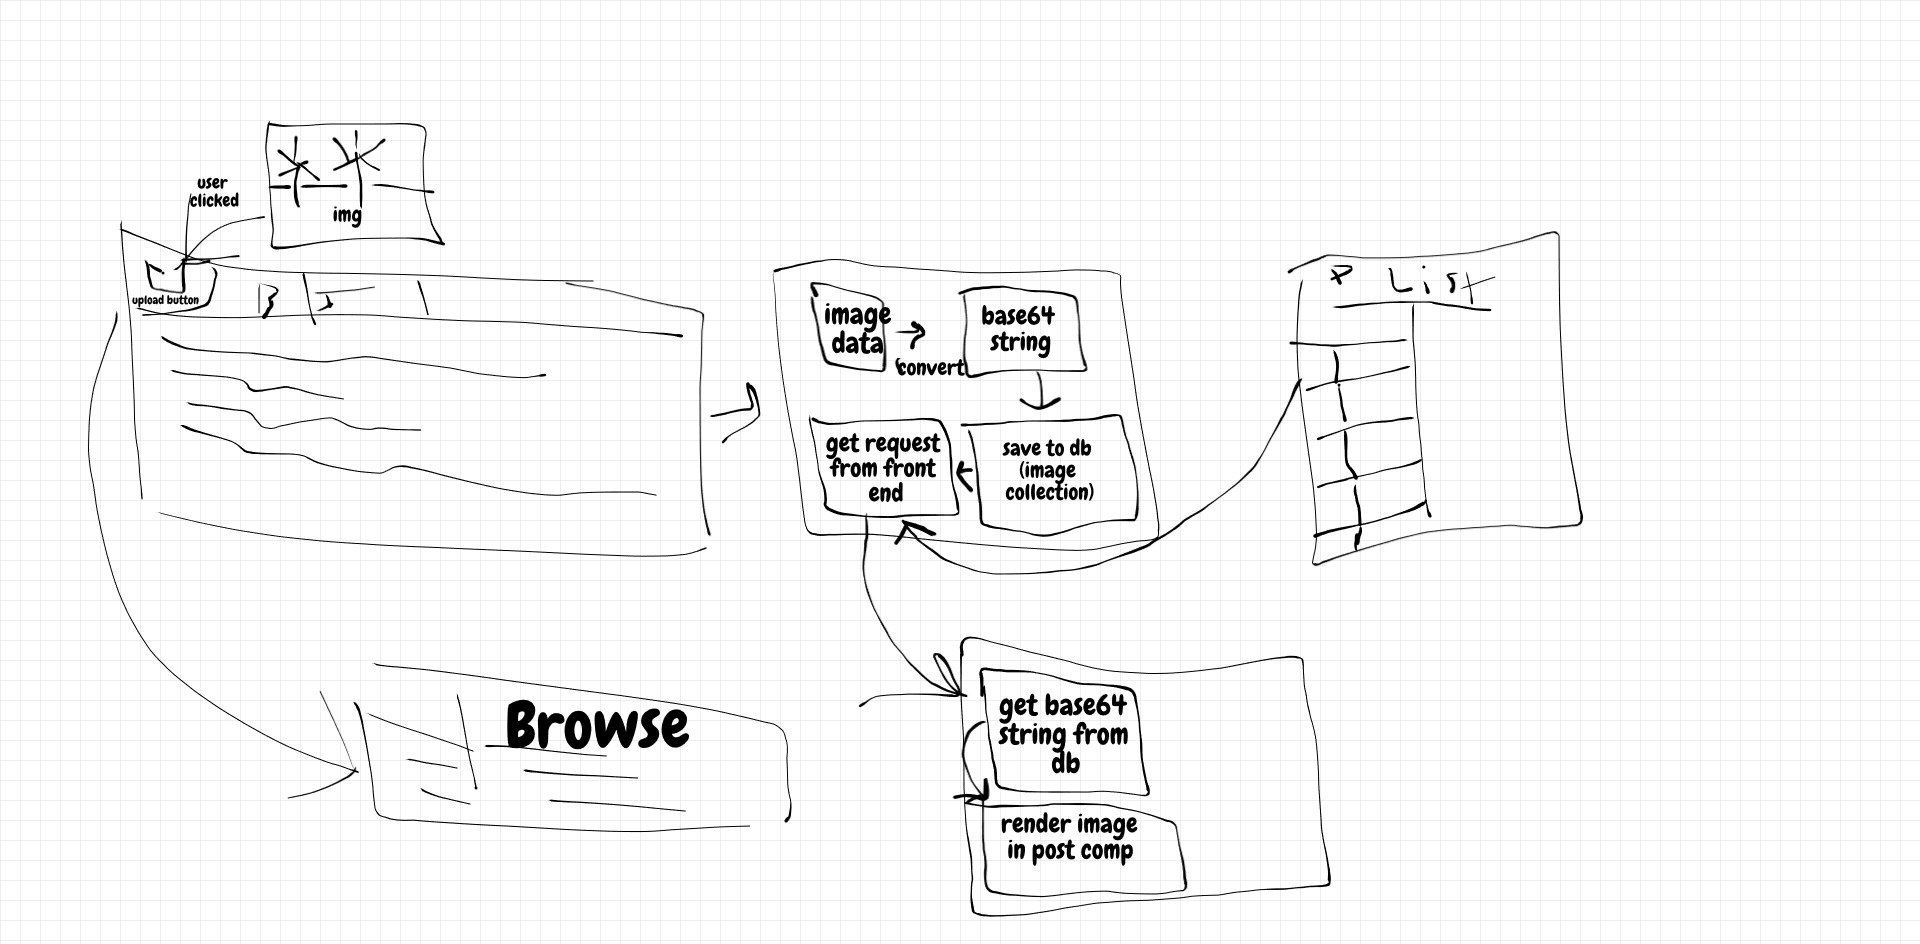 user
clicked
img
upload button
B
I
image
data
convert
base64
string
get request
from front
end
save to db
(image
collection)
P List
Browse
get base64
string from
db
render image
in post comp